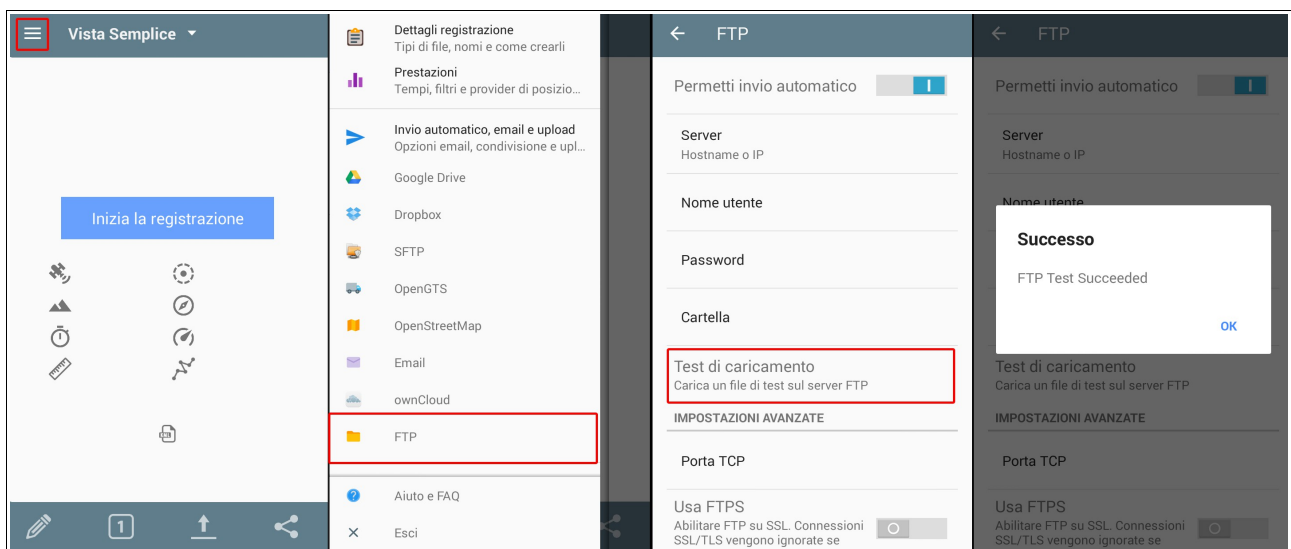 Vista Semplice
Inizia la registrazione
1
Dettagli registrazione
Tipi di file, nomi e come crearli
Prestazioni
Tempi, filtri e provider di posizio...
Invio automatico, email e upload
Opzioni email, condivisione e upl...
Google Drive
Dropbox
SFTP
OpenGTS
OpenStreetMap
Email
ownCloud
FTP
Aiuto e FAQ
Esci
FTP
Permetti invio automatico
Server
Hostname o IP
Nome utente
Password
Cartella
Test di caricamento
Carica un file di test sul server FTP
IMPOSTAZIONI AVANZATE
Porta TCP
Usa FTPS
Abilitare FTP su SSL. Connessioni
SSL/TLS vengono ignorate se
FTP
Permetti invio automatico
Server
Hostname o IP
Nome utente
Successo
FTP Test Succeeded
OK
Test di caricamento
Carica un file di test sul server FTP
IMPOSTAZIONI AVANZATE
Porta TCP
Usa FTPS
Abilitare FTP su SSL. Connessioni
SSL/TLS vengono ignorate se